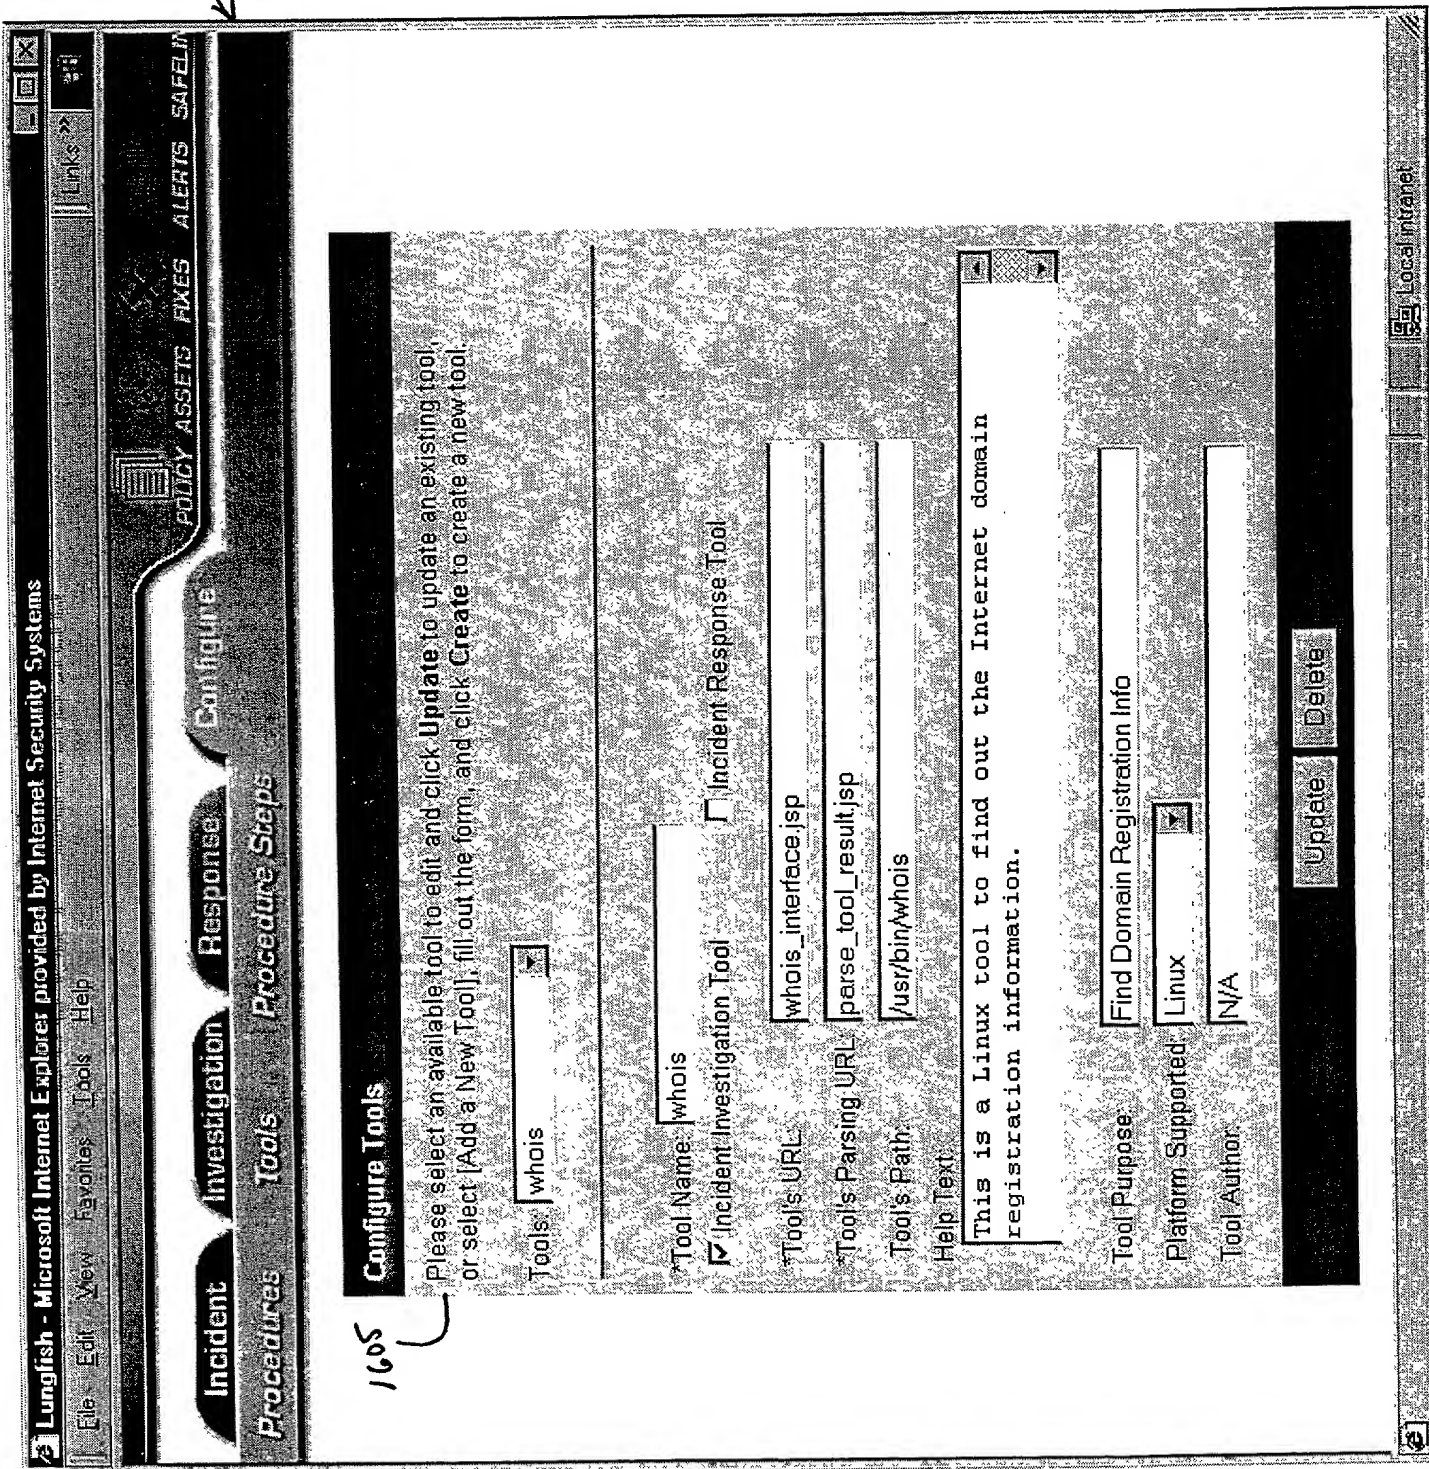 Lungfish - Microsoft Internet Explorer provided by Internet Security Systems
File Edit View Favorites Tools Help Links »
POLICY ASSETS FIXES ALERTS SAFELIN
Incident Investigation Response Configure
Procedures Tools Procedure Steps
1605
Configure Tools
Please select an available tool to edit and click Update to update an existing tool,
or select [Add a New Tool], fill out the form, and click Create to create a new tool.
Tools: whois
*Tool Name: whois
Incident Investigation Tool Incident Response Tool
*Tool's URL: whois_interface.jsp
*Tool's Parsing URL: parse_tool_result.jsp
Tool's Path: /usr/bin/whois
Help Text:
This is a Linux tool to find out the Internet domain
registration information.
Tool Purpose: Find Domain Registration Info
Platform Supported: Linux
Tool Author: N/A
Update Delete
Local intranet